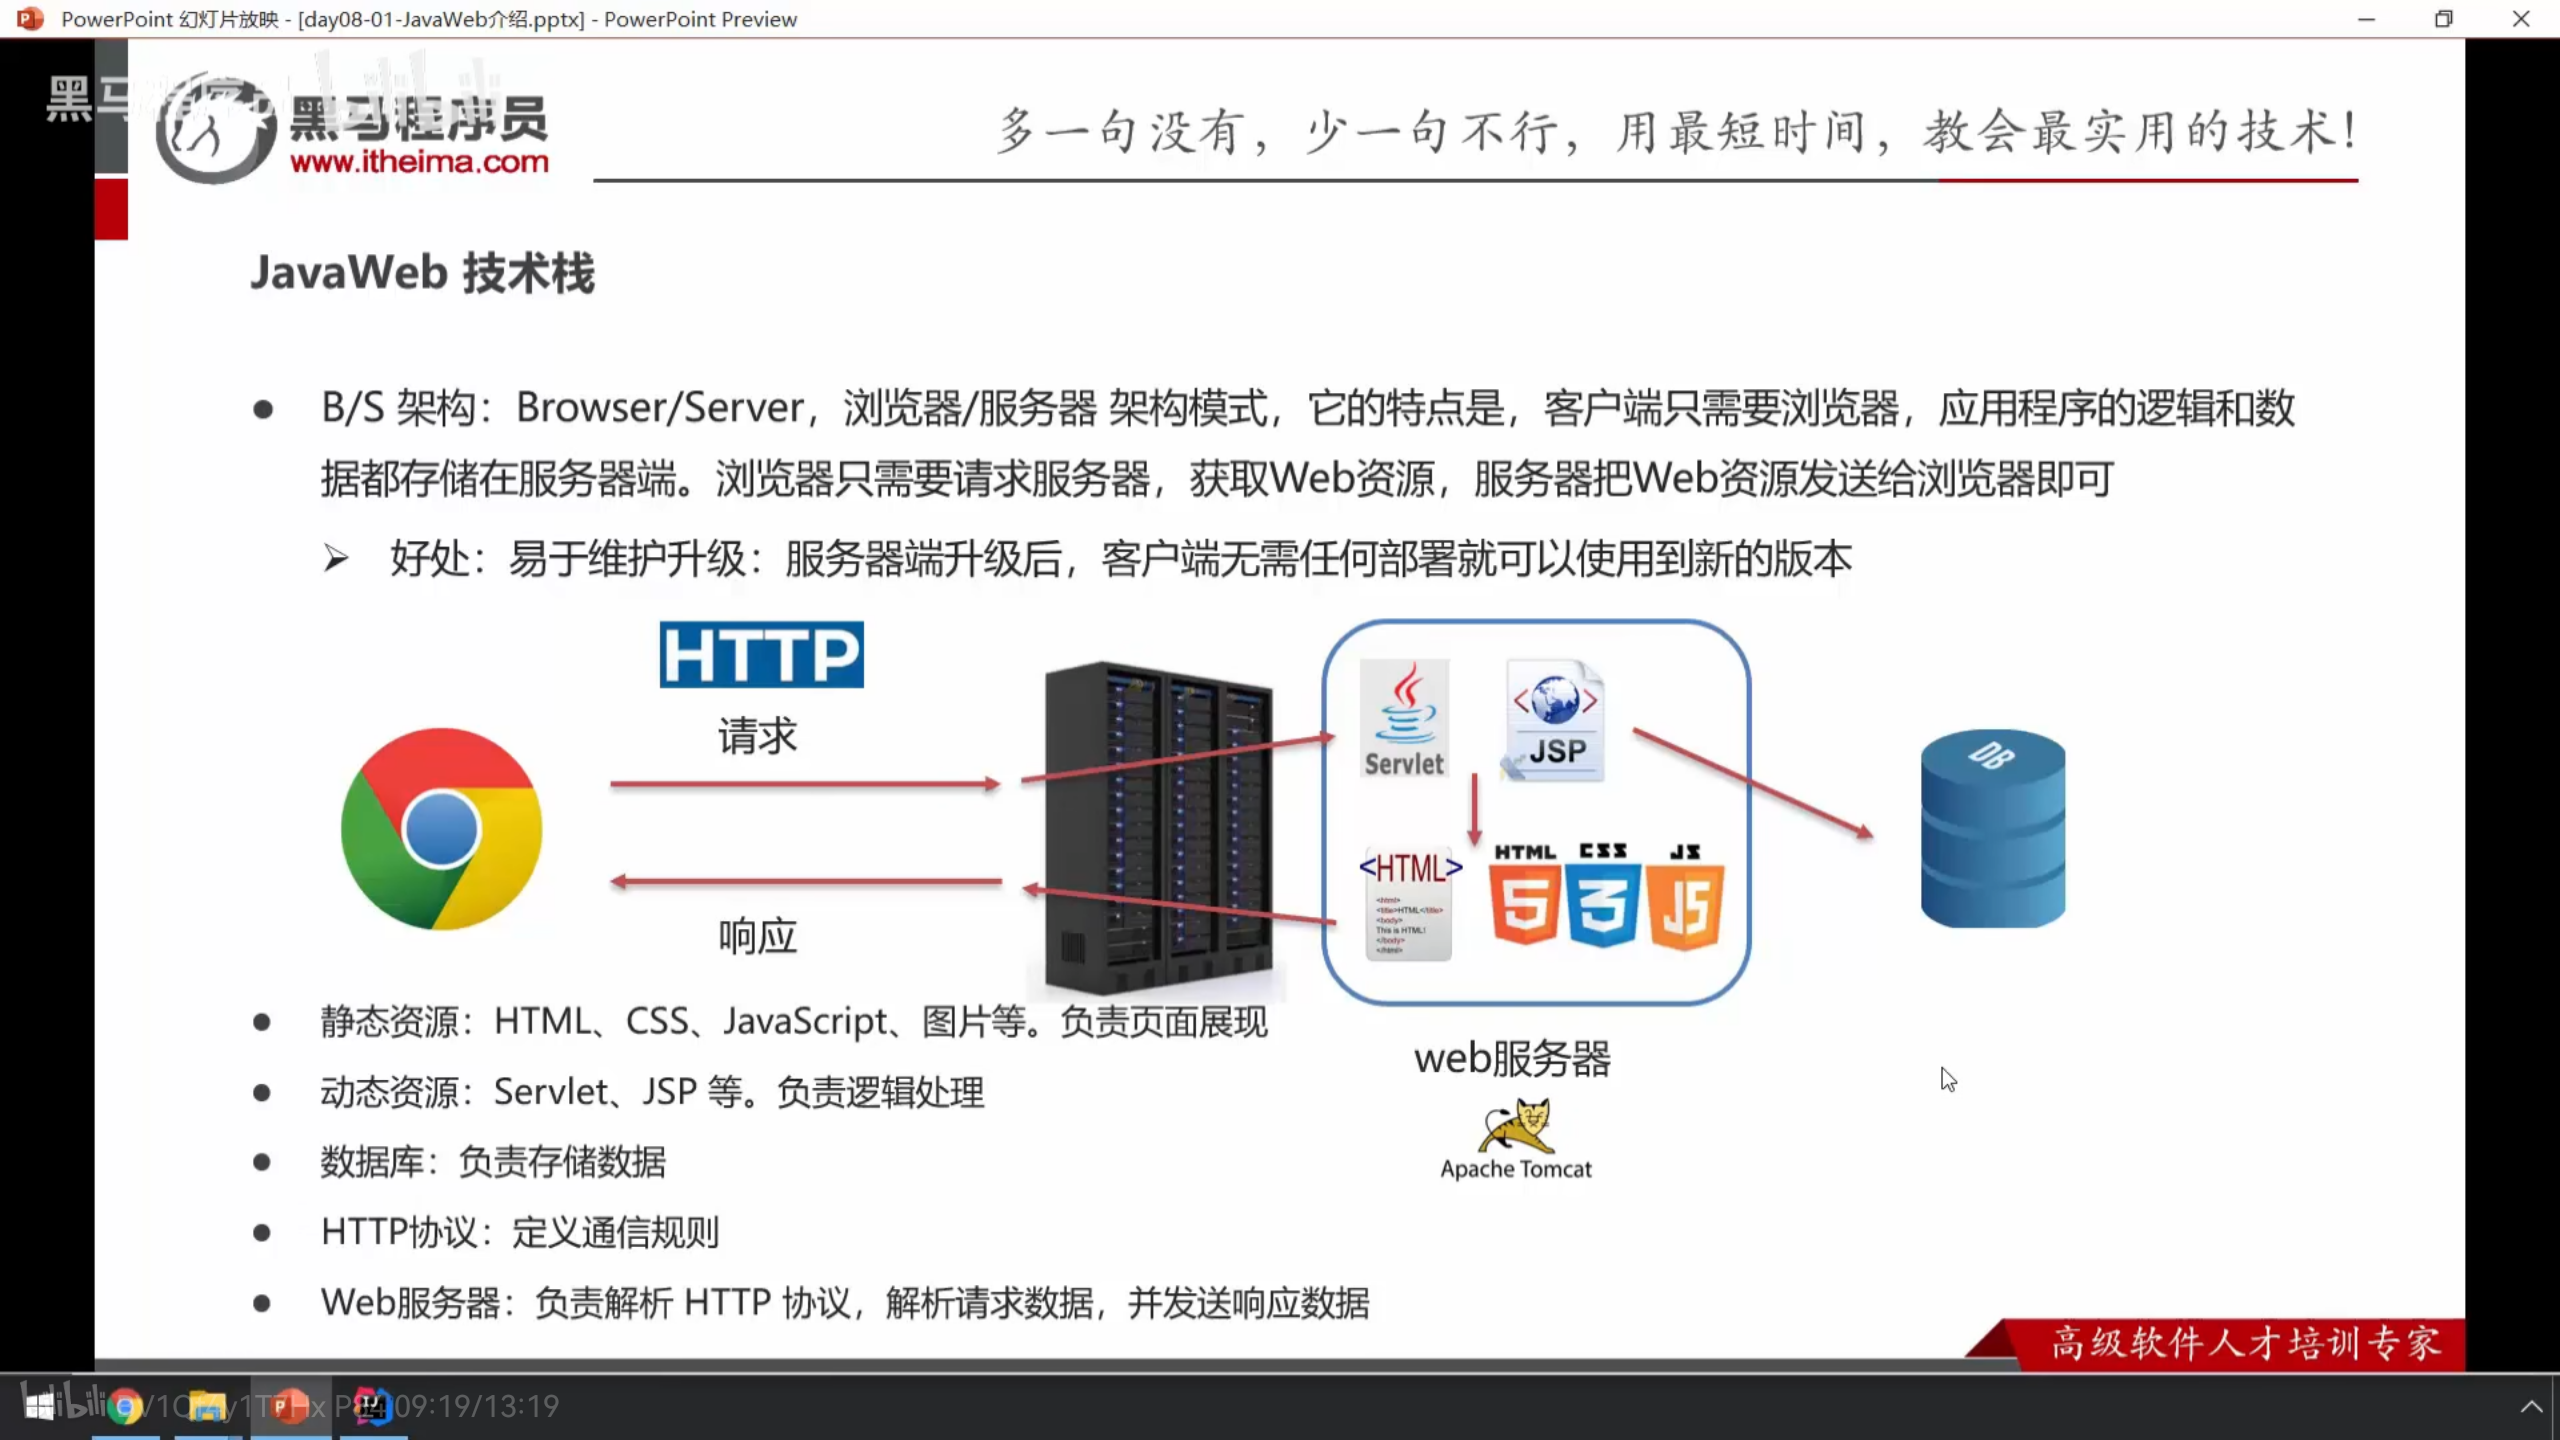 PowerPoint 幻灯片放映 - [day08-01-JavaWeb介绍.pptx] - PowerPoint Preview
黑马程序员
www.itheima.com
多一句没有，少一句不行，用最短时间，教会最实用的技术！
JavaWeb 技术栈
● B/S 架构：Browser/Server，浏览器/服务器 架构模式，它的特点是，客户端只需要浏览器，应用程序的逻辑和数
据都存储在服务器端。浏览器只需要请求服务器，获取Web资源，服务器把Web资源发送给浏览器即可
➢ 好处：易于维护升级：服务器端升级后，客户端无需任何部署就可以使用到新的版本
HTTP
请求
响应
Servlet
JSP
<HTML>
<html>
<title>HTML</title>
<body>
This is HTML!
</body>
</html>
HTML CSS JS
5 3 JS
DB
web服务器
Apache Tomcat
● 静态资源：HTML、CSS、JavaScript、图片等。负责页面展现
● 动态资源：Servlet、JSP 等。负责逻辑处理
● 数据库：负责存储数据
● HTTP协议：定义通信规则
● Web服务器：负责解析 HTTP 协议，解析请求数据，并发送响应数据
高级软件人才培训专家
bilibili
09:19/13:19